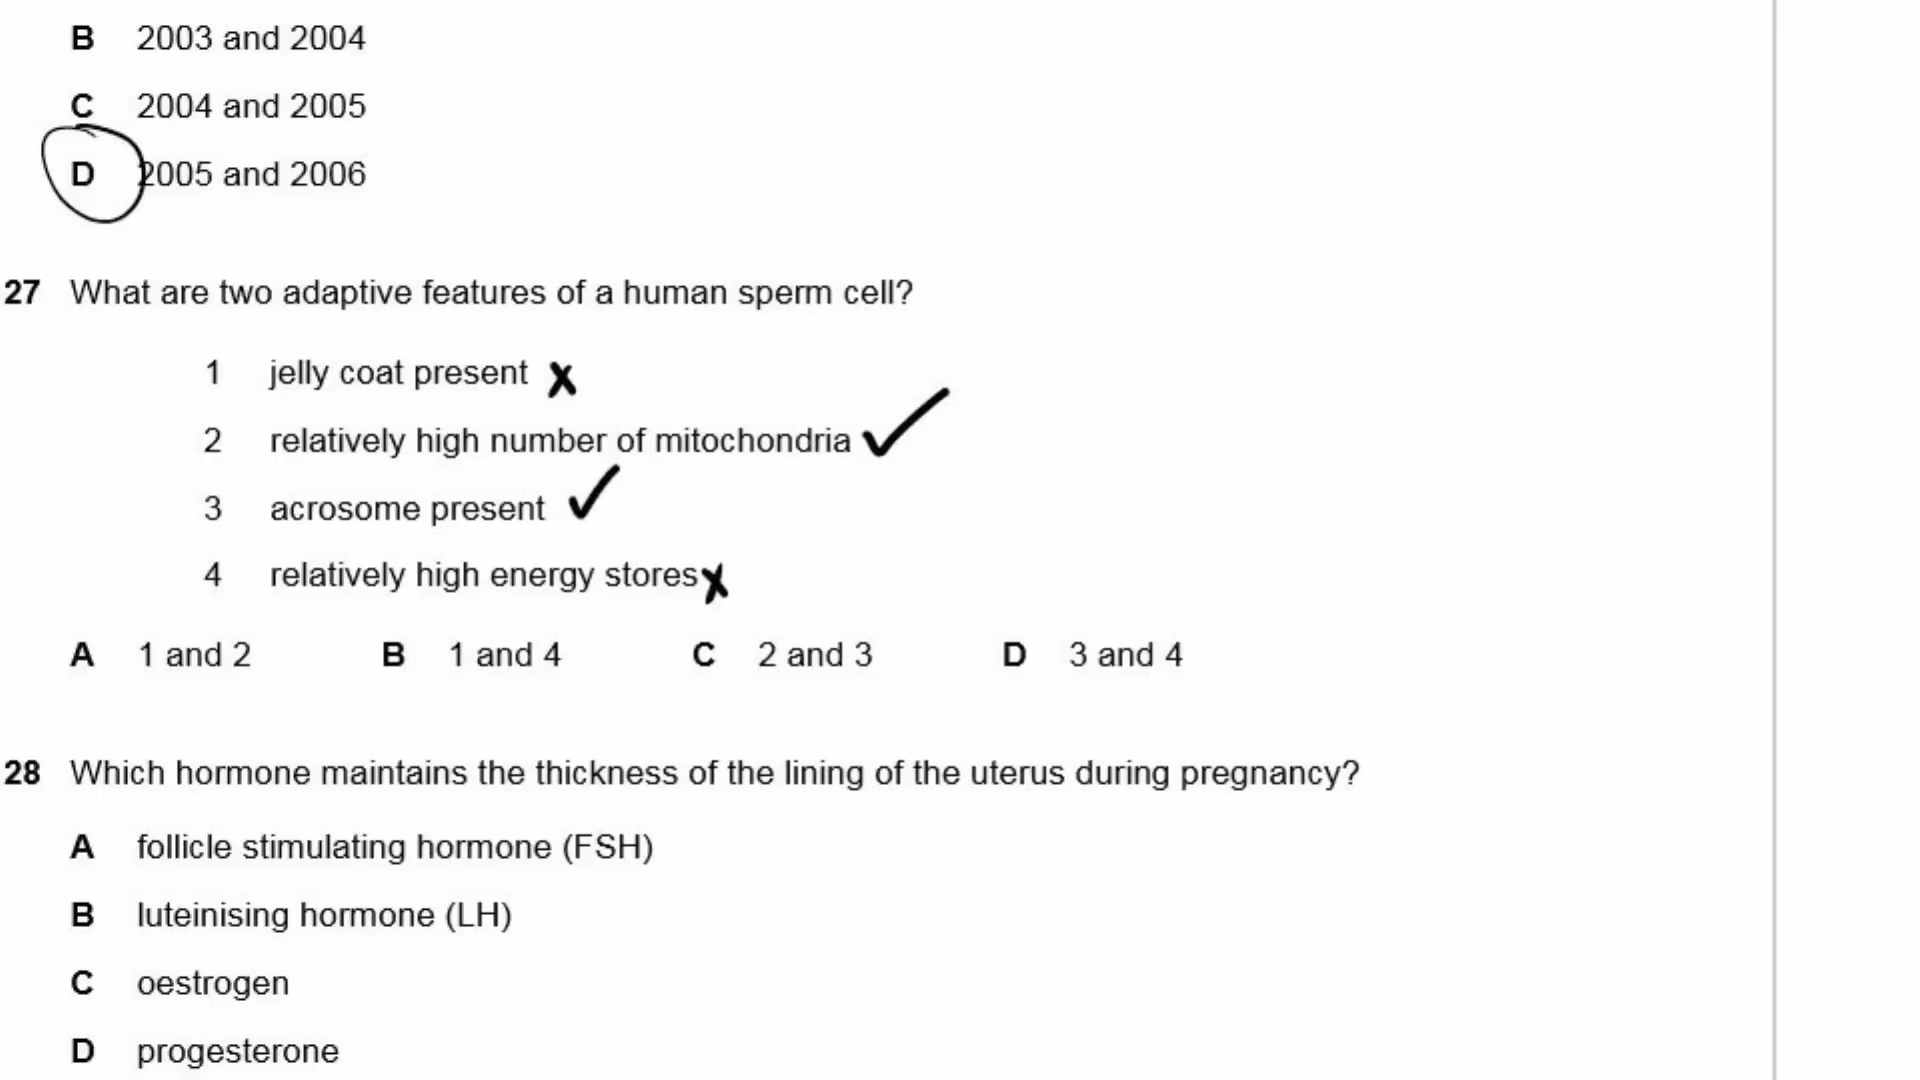 B 2003 and 2004
C 2004 and 2005
D 2005 and 2006
27 What are two adaptive features of a human sperm cell?
1 jelly coat present
2 relatively high number of mitochondria
3 acrosome present
4 relatively high energy stores
A 1 and 2 B 1 and 4 C 2 and 3 D 3 and 4
28 Which hormone maintains the thickness of the lining of the uterus during pregnancy?
A follicle stimulating hormone (FSH)
B luteinising hormone (LH)
C oestrogen
D progesterone